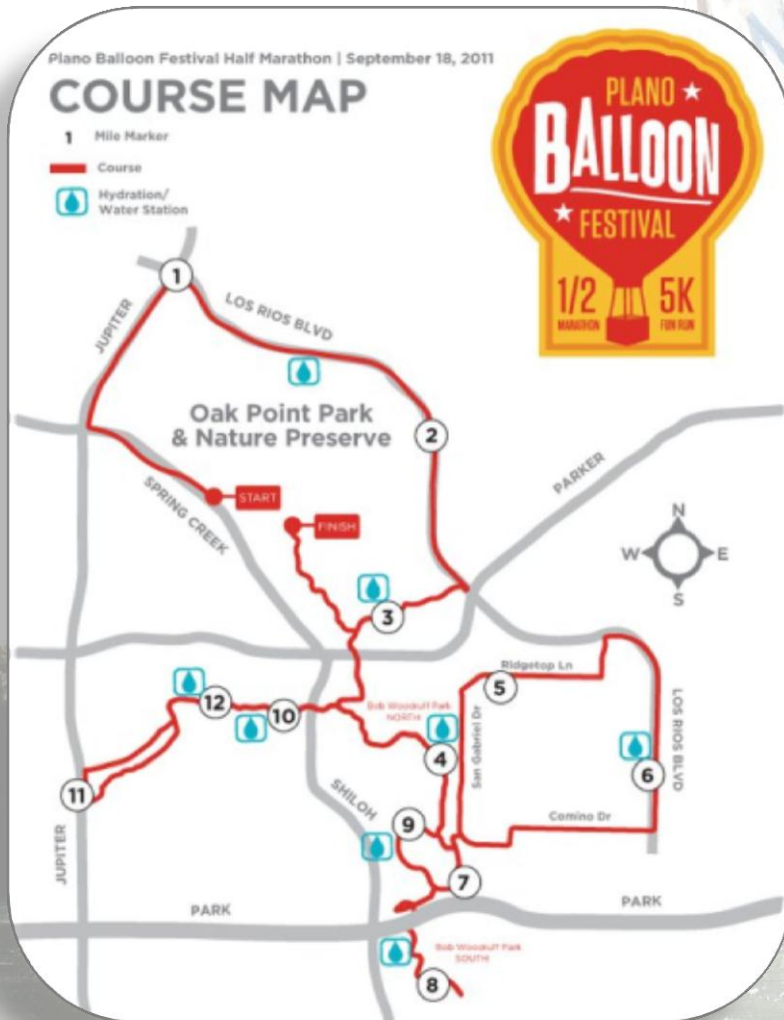 Plano Balloon Festival Half Marathon | September 18, 2011
COURSE MAP
1 Mile Marker
Course
Hydration/
Water Station
PLANO
BALLOON
FESTIVAL
1/2
MARATHON
5K
FUN RUN
1
JUPITER
LOS RIOS BLVD
Oak Point Park
& Nature Preserve
2
PARKER
SPRING CREEK
START
FINISH
N
W E
S
3
Ridgetop Ln
5
12
10
Bob Woodruff Park
NORTH
San Gabriel Dr
LOS RIOS BLVD
4
6
11
SHILOH
9
Comino Dr
JUPITER
7
PARK
PARK
Bob Woodruff Park
SOUTH
8